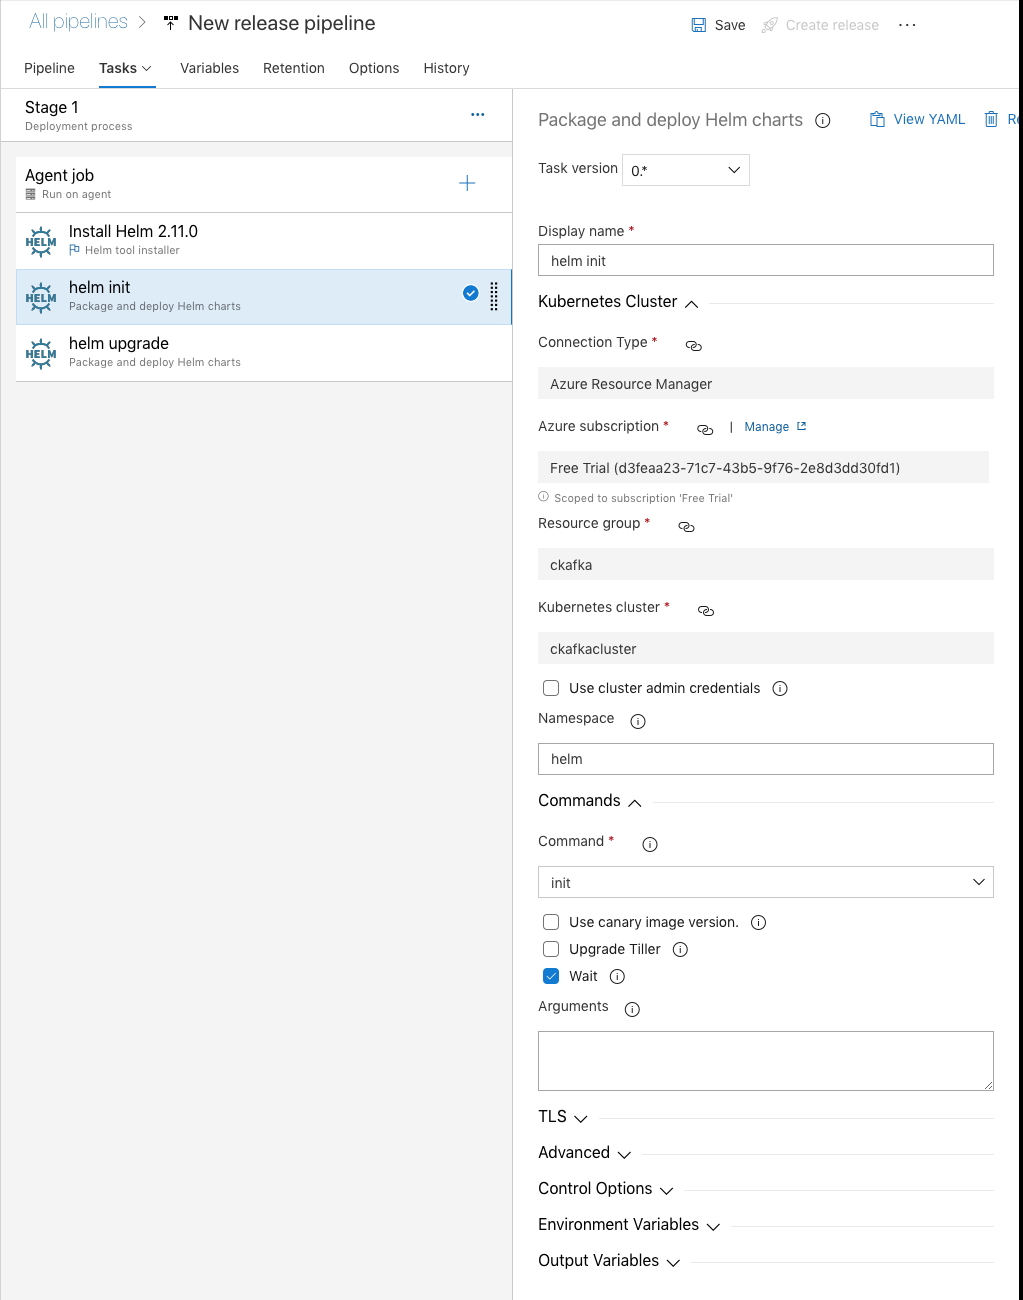 All pipelines > New release pipeline
Save
Create release
Pipeline
Tasks
Variables
Retention
Options
History
Stage 1
Deployment process
Agent job
Run on agent
HELM
Install Helm 2.11.0
Helm tool installer
HELM
helm init
Package and deploy Helm charts
HELM
helm upgrade
Package and deploy Helm charts
Package and deploy Helm charts
View YAML
Task version
0.*
Display name *
helm init
Kubernetes Cluster
Connection Type *
Azure Resource Manager
Azure subscription * | Manage
Free Trial (d3feaa23-71c7-43b5-9f76-2e8d3dd30fd1)
Scoped to subscription 'Free Trial'
Resource group *
ckafka
Kubernetes cluster *
ckafkacluster
Use cluster admin credentials
Namespace
helm
Commands
Command *
init
Use canary image version.
Upgrade Tiller
Wait
Arguments
TLS
Advanced
Control Options
Environment Variables
Output Variables